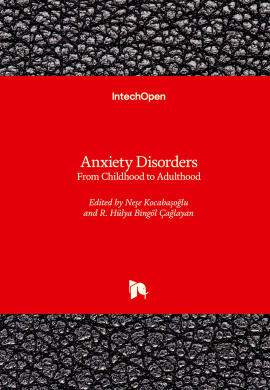 IntechOpen
Anxiety Disorders
From Childhood to Adulthood
Edited by Neşe Kocabaşoğlu
and R. Hülya Bingöl Çağlayan